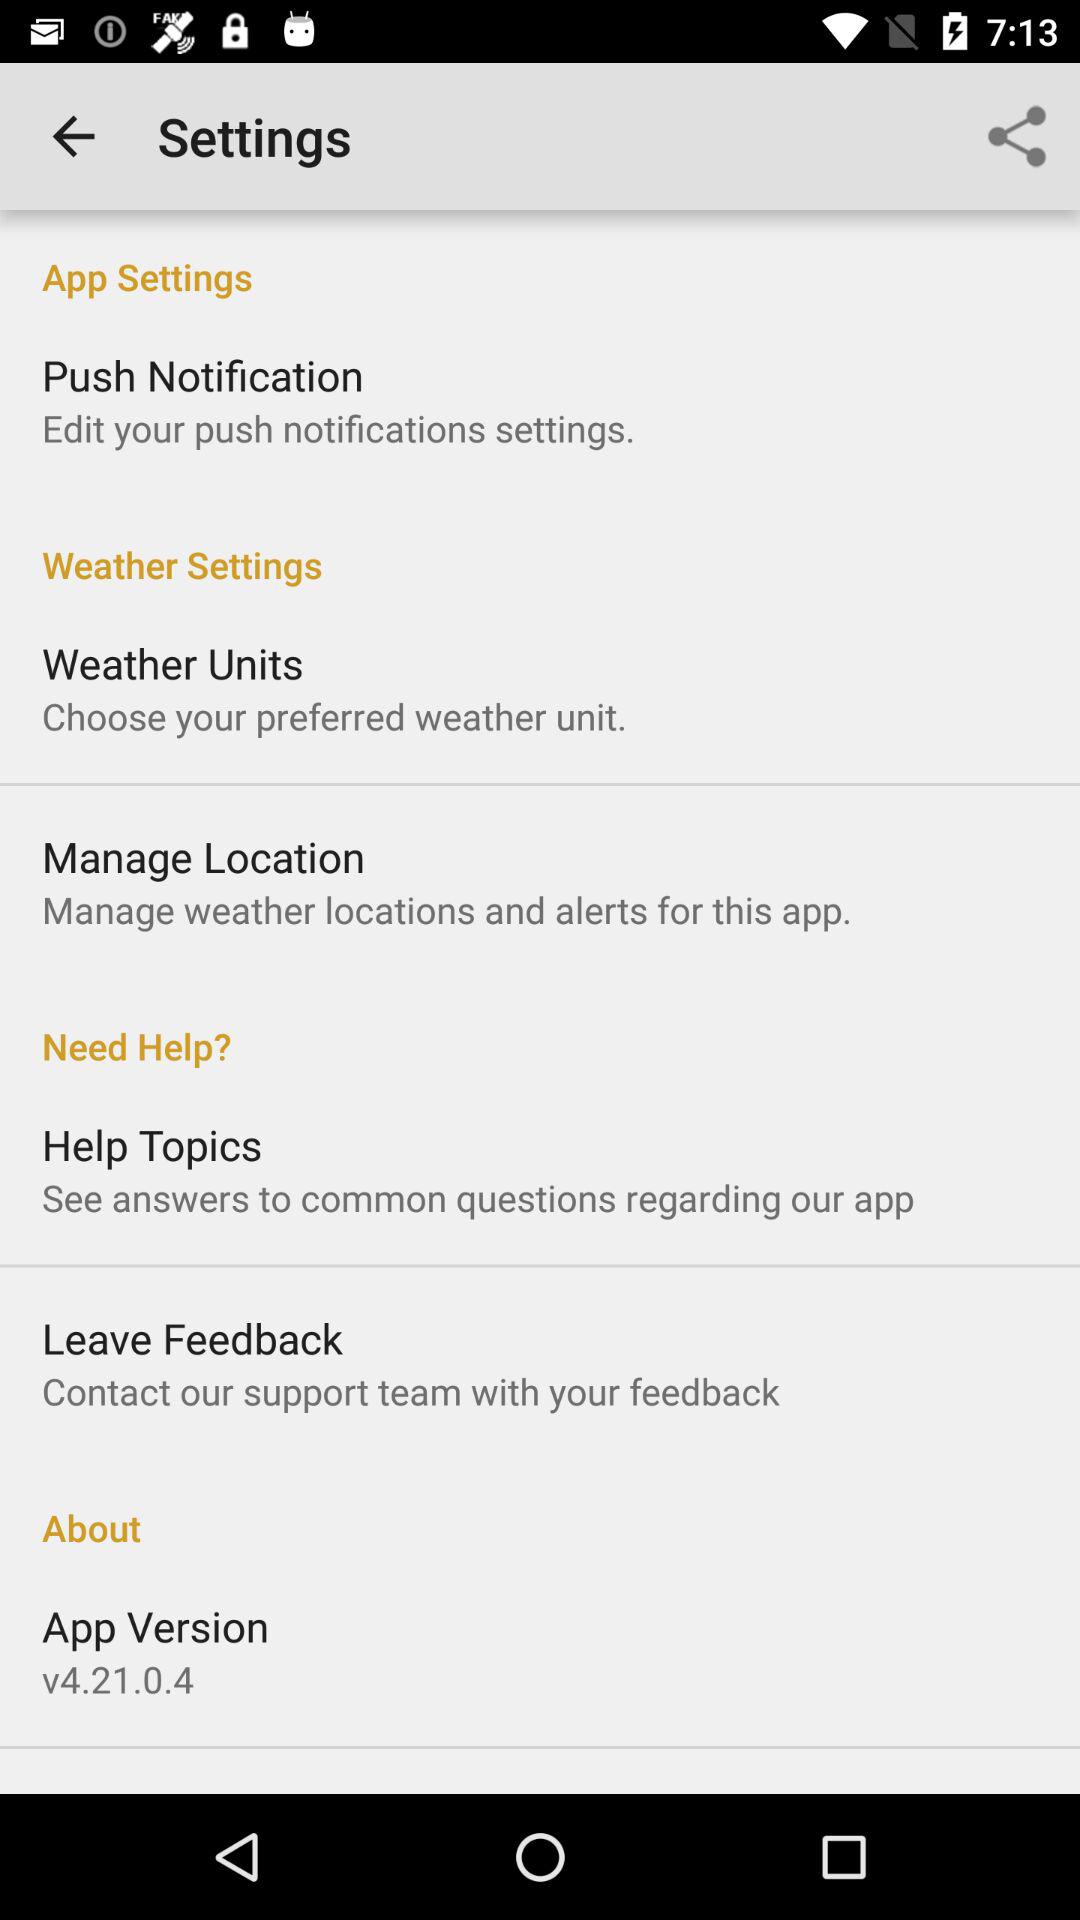 FAKE
7:13
Settings
App Settings
Push Notification
Edit your push notifications settings.
Weather Settings
Weather Units
Choose your preferred weather unit.
Manage Location
Manage weather locations and alerts for this app.
Need Help?
Help Topics
See answers to common questions regarding our app
Leave Feedback
Contact our support team with your feedback
About
App Version
v4.21.0.4